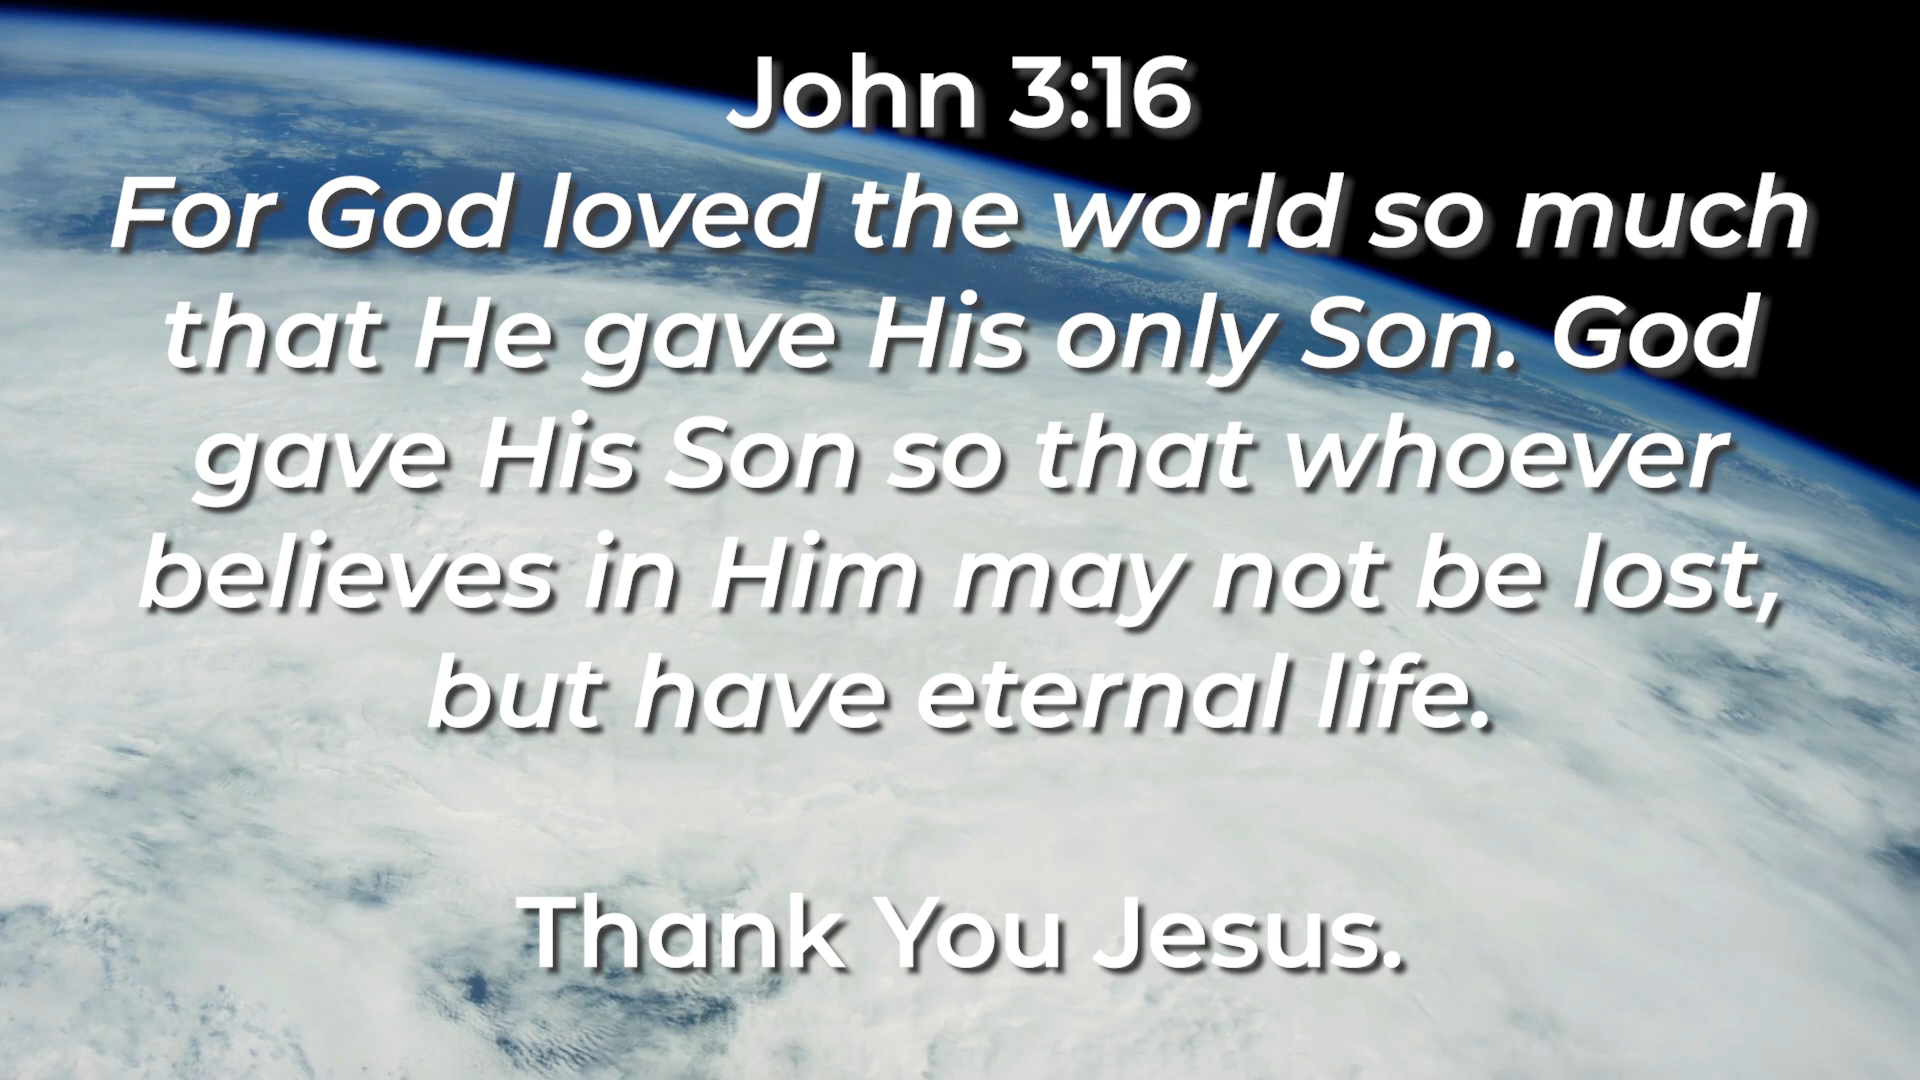 John 3:16
For God loved the world so much
that He gave His only Son. God
gave His Son so that whoever
believes in Him may not be lost,
but have eternal life.
Thank You Jesus.